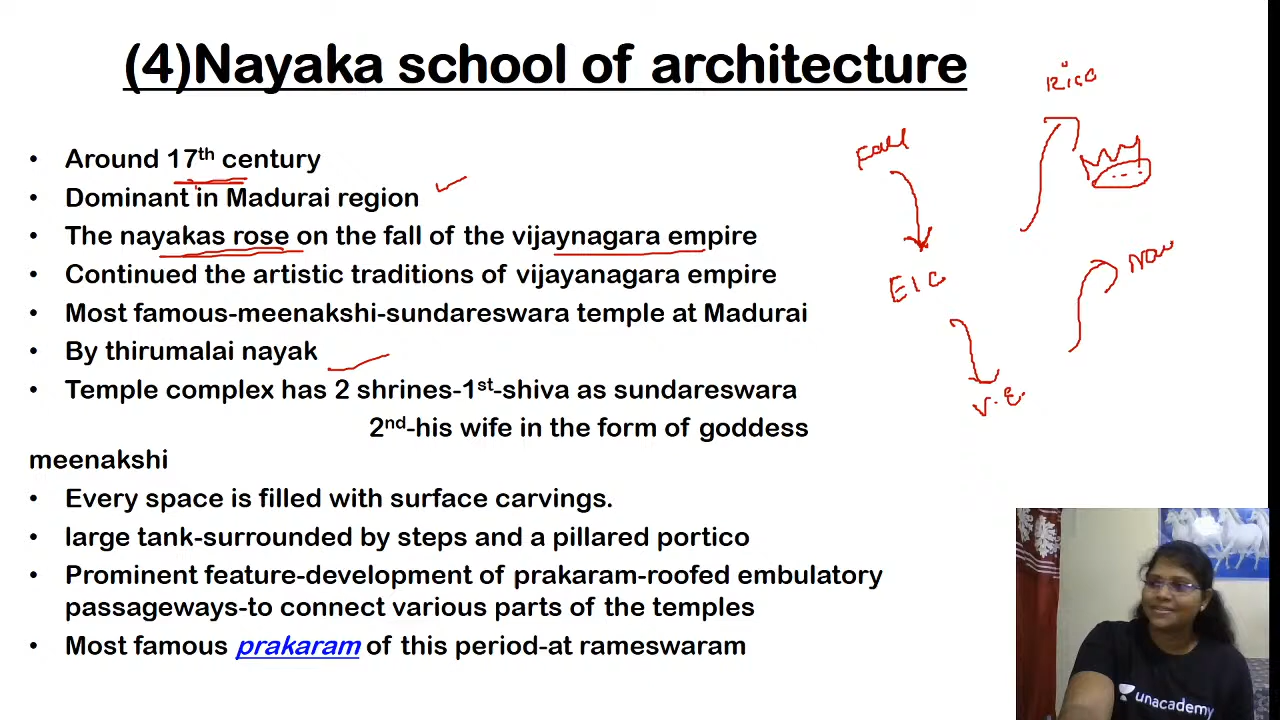 (4)Nayaka school of architecture
Rise
Fall
• Around 17th century
• Dominant in Madurai region
• The nayakas rose on the fall of the vijaynagara empire
• Continued the artistic traditions of vijayanagara empire
EIC
• Most famous-meenakshi-sundareswara temple at Madurai
• By thirumalai nayak
• Temple complex has 2 shrines-1st-shiva as sundareswara
V.E.
2nd-his wife in the form of goddess
meenakshi
• Every space is filled with surface carvings.
• large tank-surrounded by steps and a pillared portico
• Prominent feature-development of prakaram-roofed embulatory
passageways-to connect various parts of the temples
• Most famous prakaram of this period-at rameswaram
unacademy